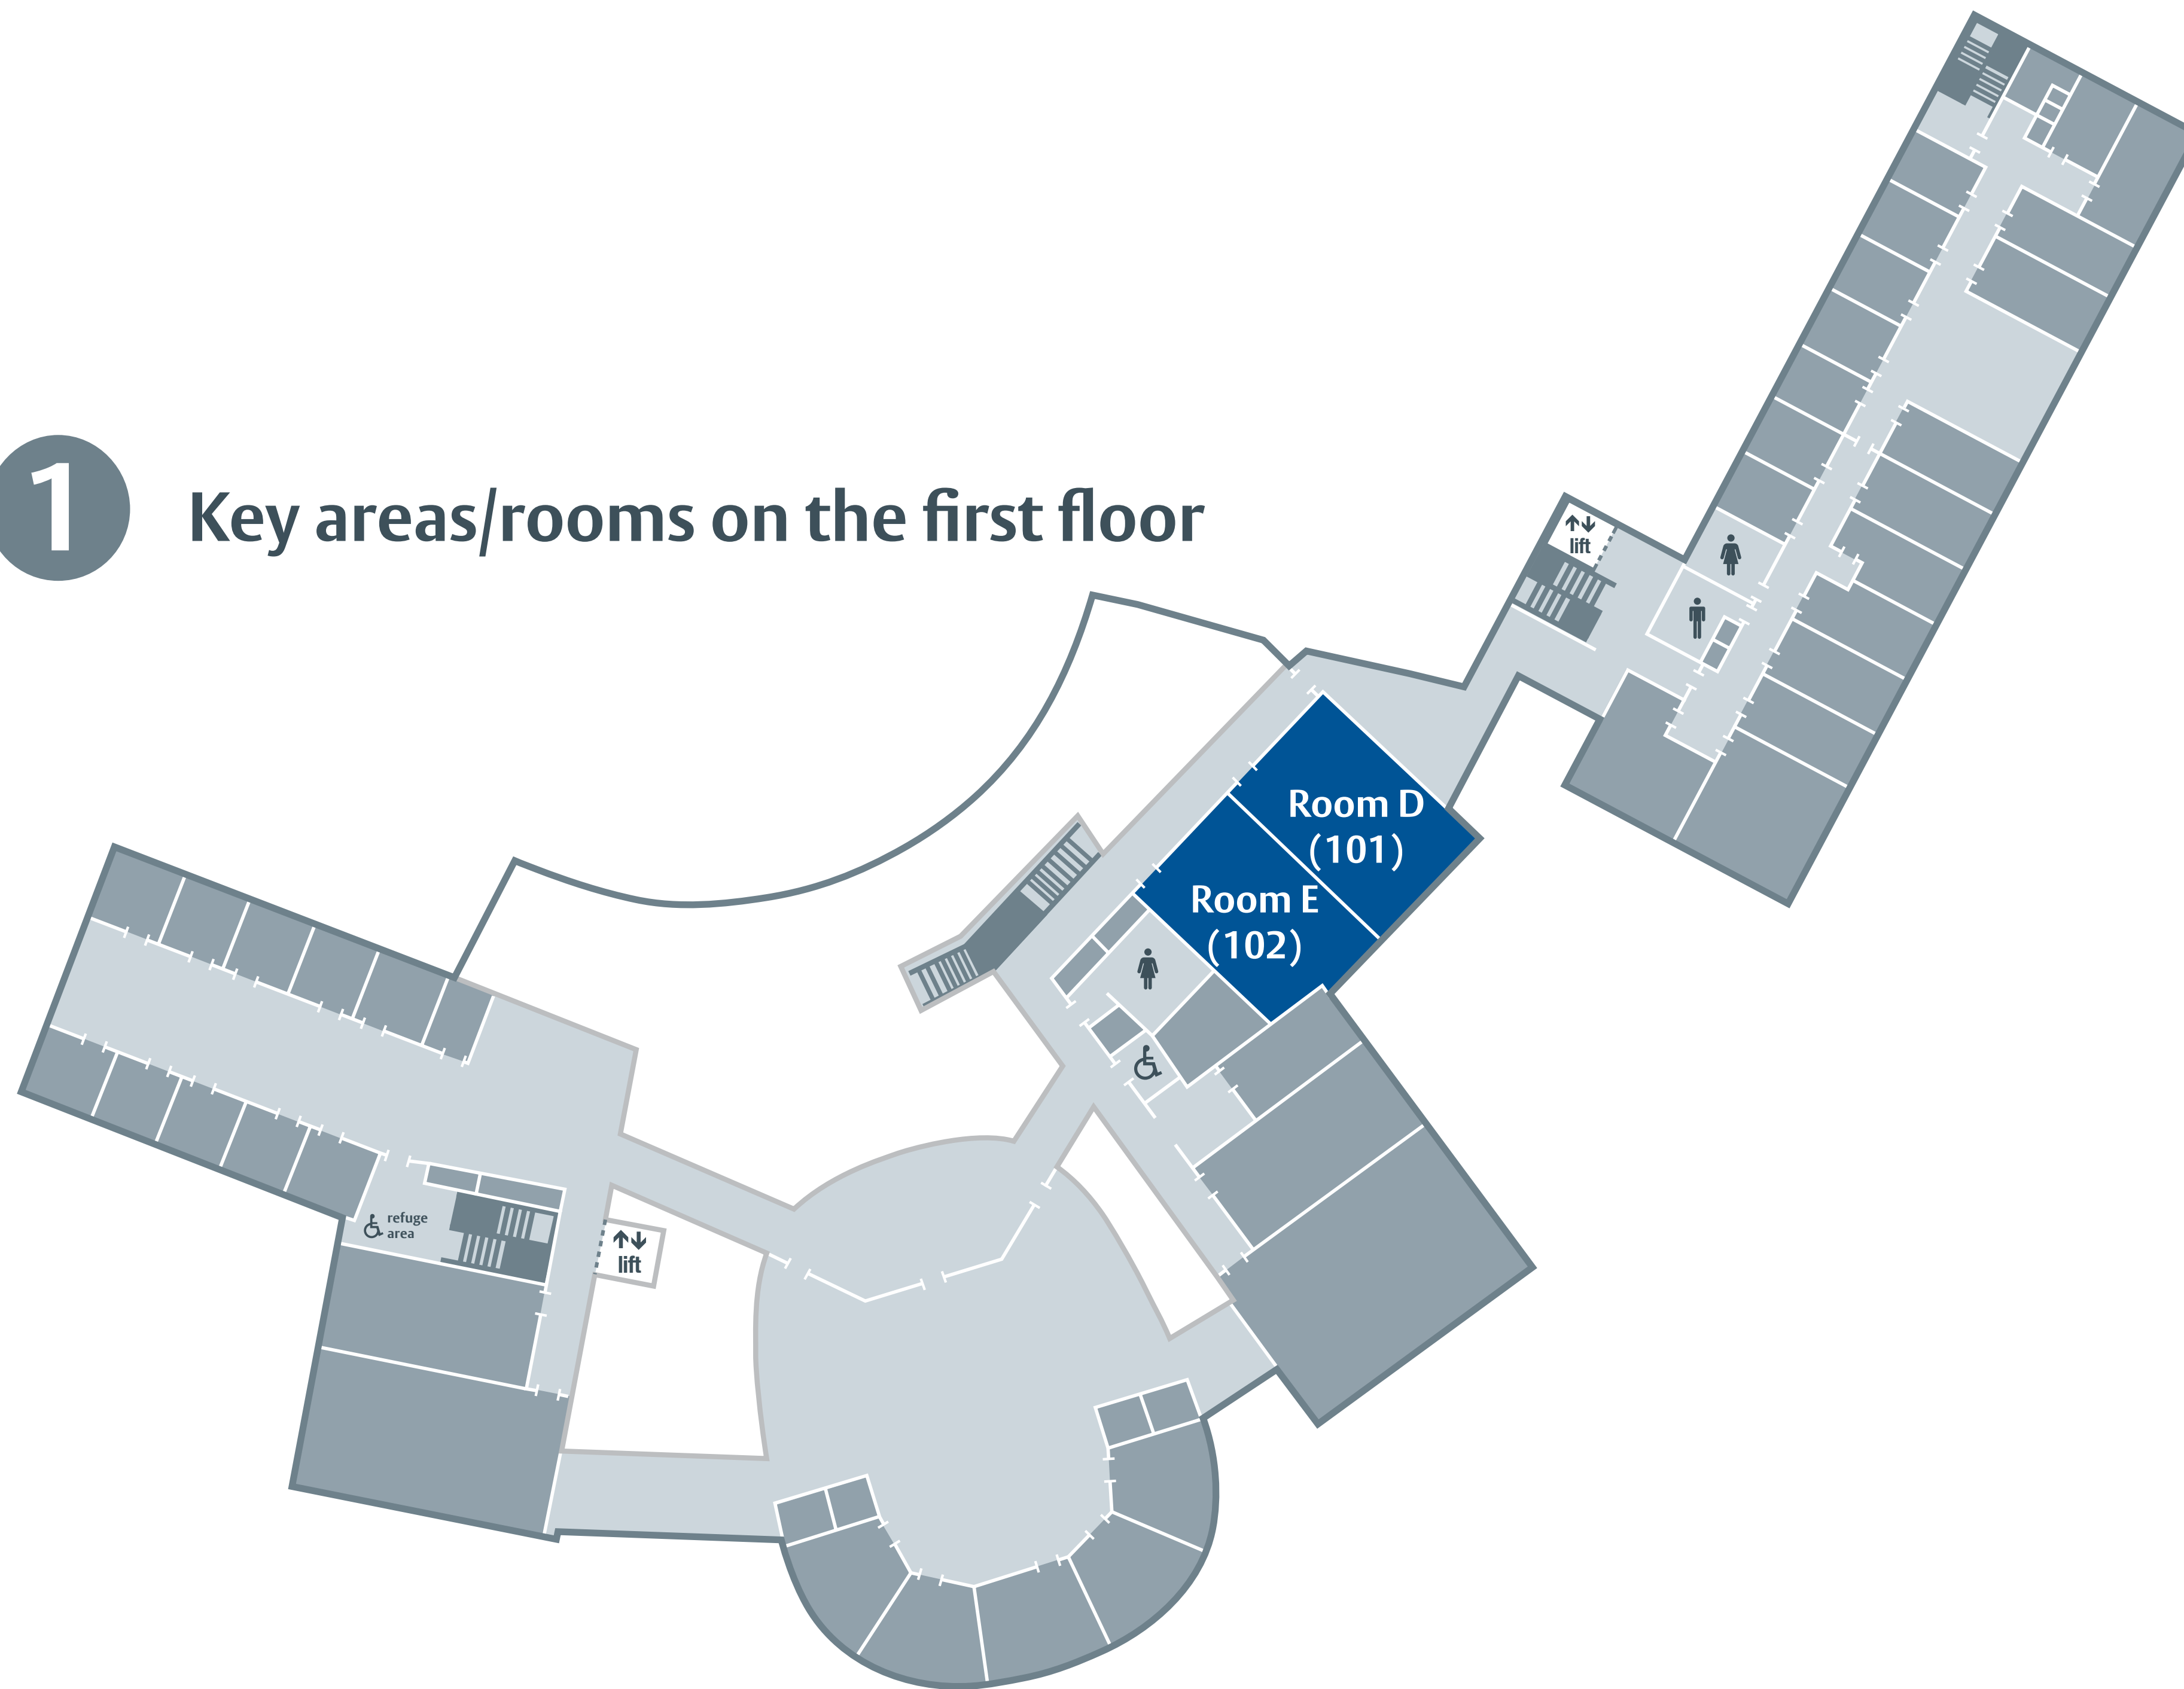 1
Key areas/rooms on the first floor
lift
Room D
(101)
Room E
(102)
refuge
area
lift